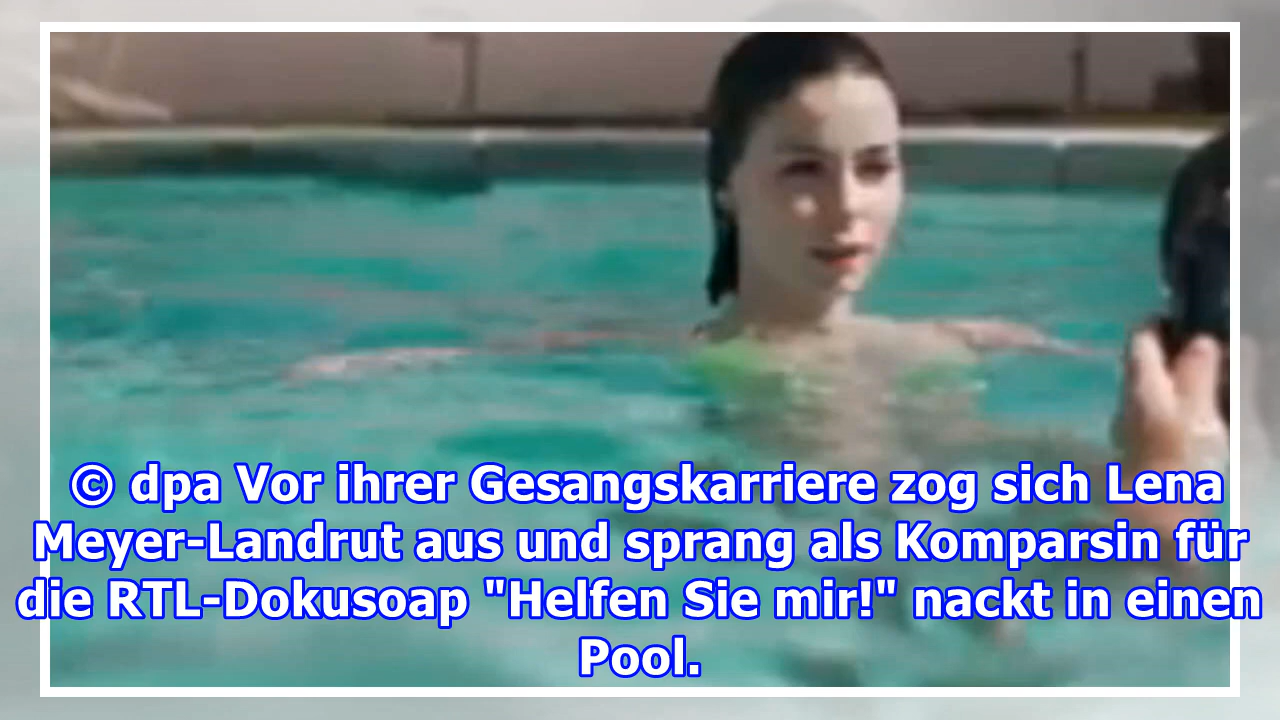 © dpa Vor ihrer Gesangskarriere zog sich Lena
Meyer-Landrut aus und sprang als Komparsin für
die RTL-Dokusoap "Helfen Sie mir!" nackt in einen
Pool.